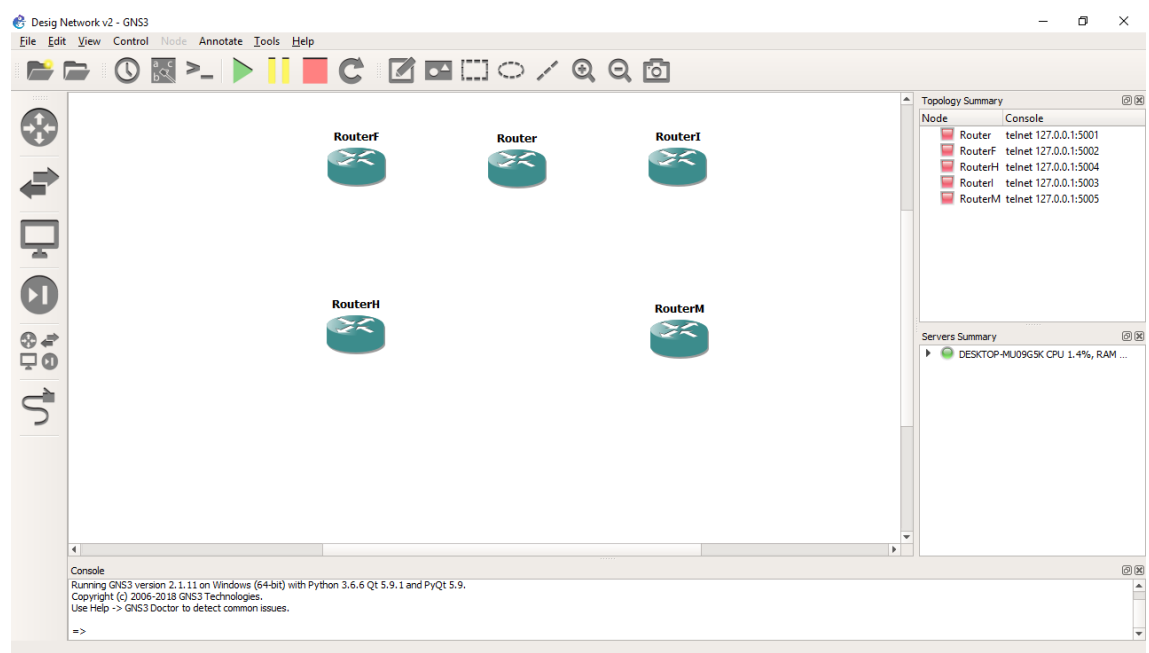 Desig Network v2 - GNS3
File Edit View Control Node Annotate Tools Help
RouterF
Router
RouterI
RouterH
RouterM
Topology Summary
Node Console
Router telnet 127.0.0.1:5001
RouterF telnet 127.0.0.1:5002
RouterH telnet 127.0.0.1:5004
RouterI telnet 127.0.0.1:5003
RouterM telnet 127.0.0.1:5005
Servers Summary
DESKTOP-MU09G5K CPU 1.4%, RAM ...
Console
Running GNS3 version 2.1.11 on Windows (64-bit) with Python 3.6.6 Qt 5.9.1 and PyQt 5.9.
Copyright (c) 2006-2018 GNS3 Technologies.
Use Help -> GNS3 Doctor to detect common issues.
=>